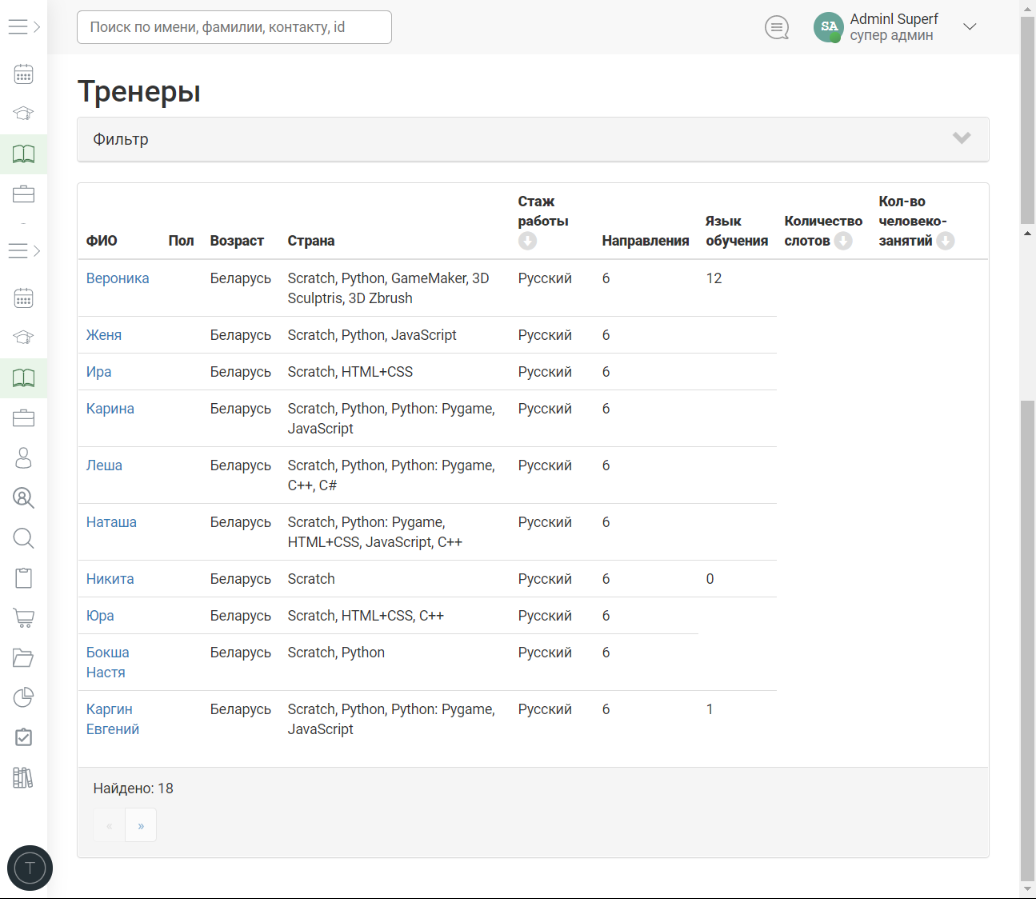 Поиск по имени, фамилии, контакту, id
SA
Adminl Superf
супер админ
Тренеры
Фильтр
ФИО Пол Возраст Страна Стаж работы Направления Язык обучения Количество слотов Кол-во человеко-занятий
Вероника Беларусь Scratch, Python, GameMaker, 3D Русский 6 12
Sculptris, 3D Zbrush
Женя Беларусь Scratch, Python, JavaScript Русский 6
Ира Беларусь Scratch, HTML+CSS Русский 6
Карина Беларусь Scratch, Python, Python: Pygame, Русский 6
JavaScript
Леша Беларусь Scratch, Python, Python: Pygame, Русский 6
C++, C#
Наташа Беларусь Scratch, Python: Pygame, Русский 6
HTML+CSS, JavaScript, C++
Никита Беларусь Scratch Русский 6 0
Юра Беларусь Scratch, HTML+CSS, C++ Русский 6
Бокша Беларусь Scratch, Python Русский 6
Настя
Каргин Беларусь Scratch, Python, Python: Pygame, Русский 6 1
Евгений JavaScript
Найдено: 18
« »
T